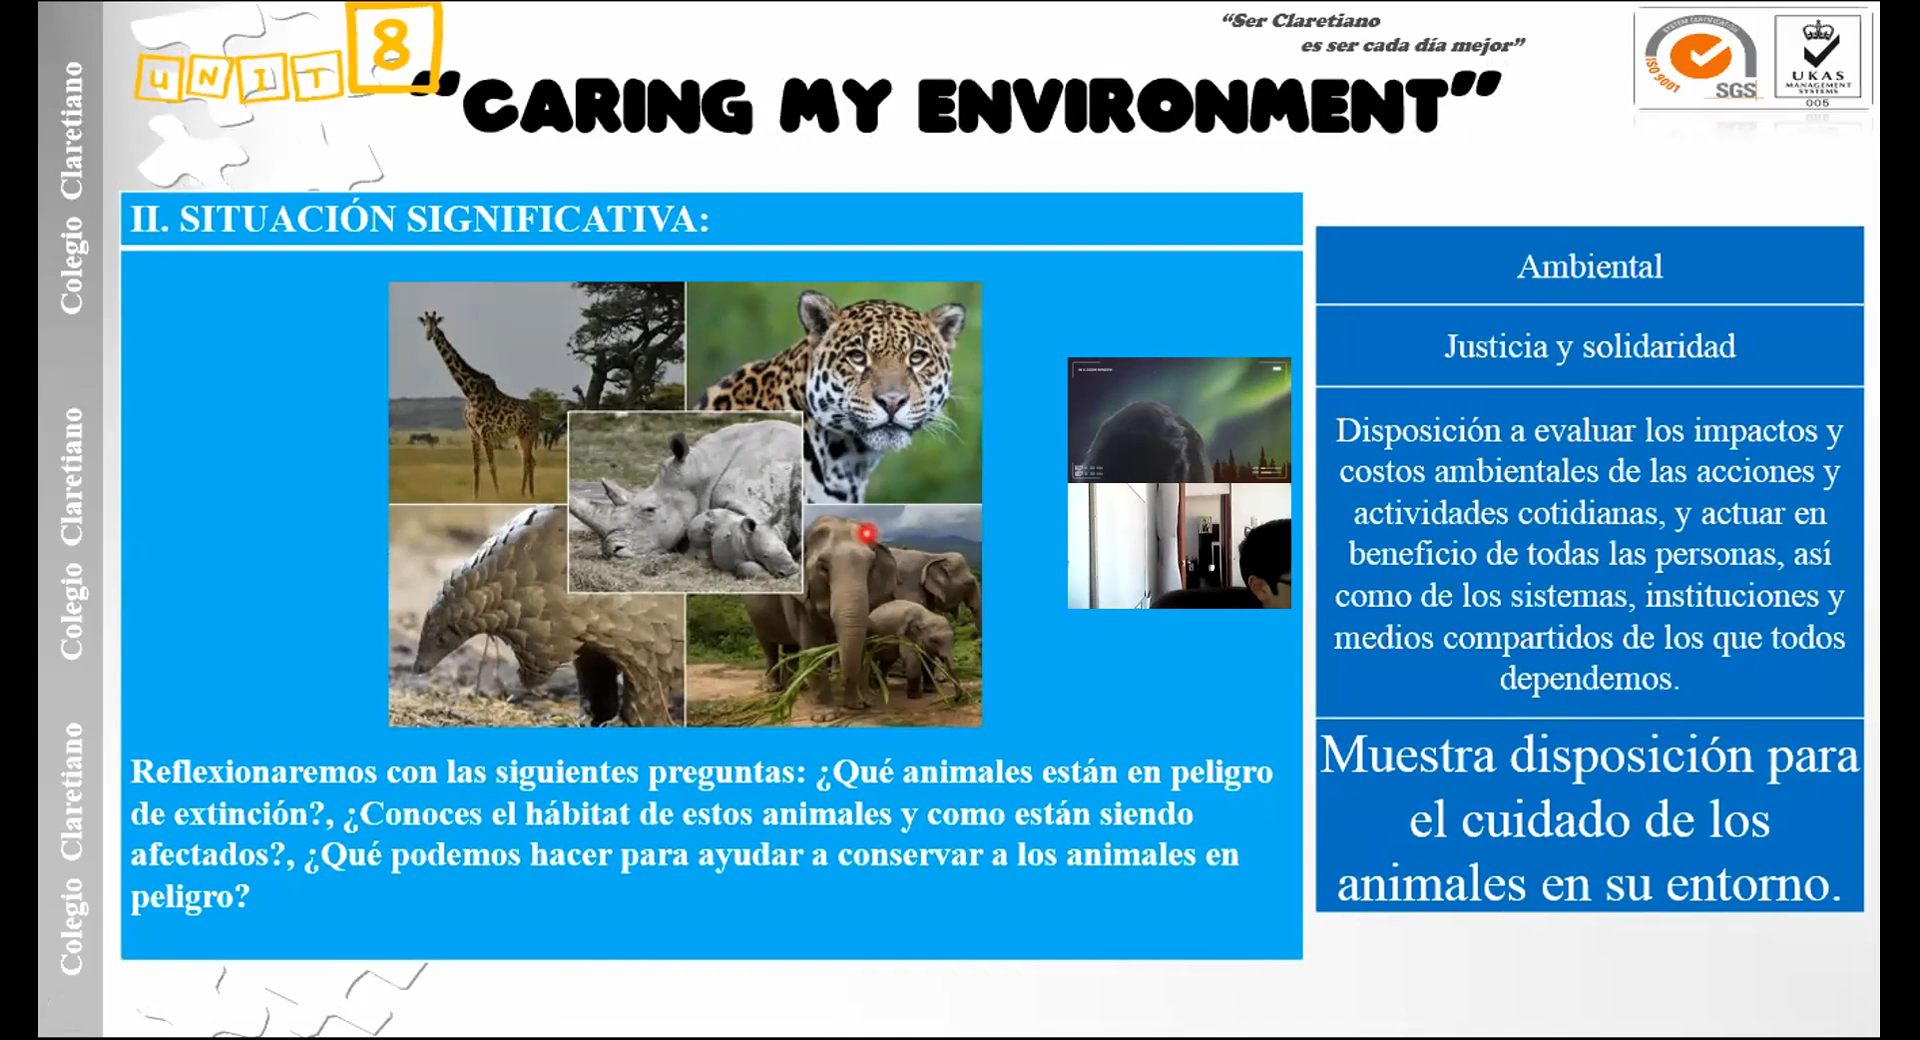 UNIT 8
“Ser Claretiano
es ser cada día mejor”
“CARING MY ENVIRONMENT”
SYSTEM CERTIFICATION
ISO 9001
SGS
UKAS
MANAGEMENT
SYSTEMS
005
Colegio Claretiano
Colegio Claretiano
Colegio Claretiano
II. SITUACIÓN SIGNIFICATIVA:
Reflexionaremos con las siguientes preguntas: ¿Qué animales están en peligro
de extinción?, ¿Conoces el hábitat de estos animales y como están siendo
afectados?, ¿Qué podemos hacer para ayudar a conservar a los animales en
peligro?
Ambiental
Justicia y solidaridad
Disposición a evaluar los impactos y
costos ambientales de las acciones y
actividades cotidianas, y actuar en
beneficio de todas las personas, así
como de los sistemas, instituciones y
medios compartidos de los que todos
dependemos.
Muestra disposición para
el cuidado de los
animales en su entorno.